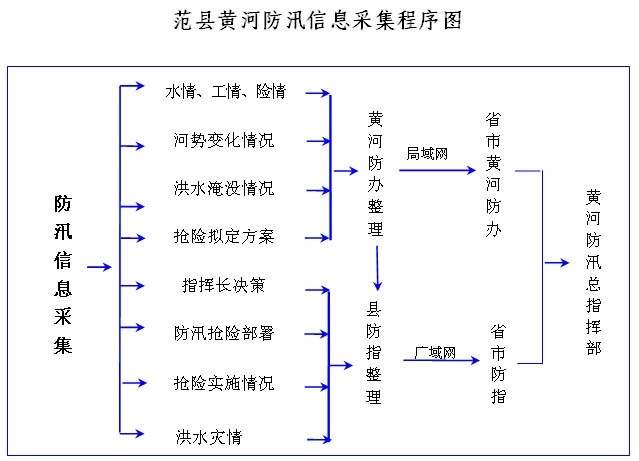 范县黄河防汛信息采集程序图
防汛信息采集
水情、工情、险情
河势变化情况
洪水淹没情况
抢险拟定方案
指挥长决策
防汛抢险部署
抢险实施情况
洪水灾情
黄河防办整理
县防指整理
局域网
广域网
省市黄河防办
省市防指
黄河防汛总指挥部